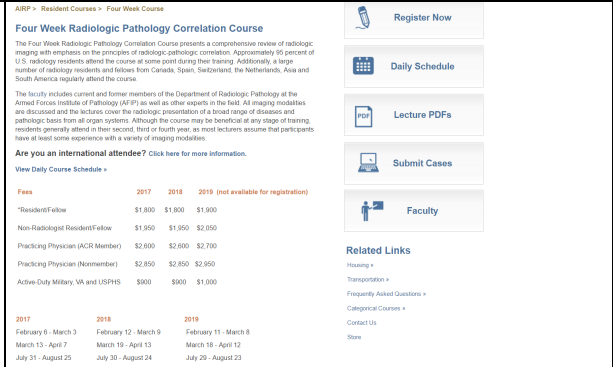 AIRP > Resident Courses > Four Week Course
Four Week Radiologic Pathology Correlation Course
The Four Week Radiologic Pathology Correlation Course presents a comprehensive review of radiologic
imaging with emphasis on the principles of radiologic-pathologic correlation. Approximately 95 percent of
U.S. radiology residents attend the course at some point during their training. Additionally, a large
number of radiology residents and fellows from Canada, Spain, Switzerland, the Netherlands, Asia and
South America regularly attend the course.
The faculty includes current and former members of the Department of Radiologic Pathology at the
Armed Forces Institute of Pathology (AFIP) as well as other experts in the field. All imaging modalities
are discussed and the lectures cover the radiologic presentation of a broad range of diseases and
pathologic basis from all organ systems. Although the course may be beneficial at any stage of training,
residents generally attend in their second, third or fourth year, as most lecturers assume that participants
have at least some experience with a variety of imaging modalities.
Are you an international attendee? Click here for more information.
View Daily Course Schedule »
Fees 2017 2018 2019 (not available for registration)
*Resident/Fellow $1,800 $1,800 $1,900
Non-Radiologist Resident/Fellow $1,950 $1,950 $2,050
Practicing Physician (ACR Member) $2,600 $2,600 $2,700
Practicing Physician (Nonmember) $2,850 $2,850 $2,950
Active-Duty Military, VA and USPHS $900 $900 $1,000
2017 2018 2019
February 6 - March 3 February 12 - March 9 February 11 - March 8
March 13 - April 7 March 19 - April 13 March 18 - April 12
July 31 - August 25 July 30 - August 24 July 29 - August 23
Register Now
Daily Schedule
PDF Lecture PDFs
Submit Cases
Faculty
Related Links
Housing »
Transportation »
Frequently Asked Questions »
Categorical Courses »
Contact Us
Store